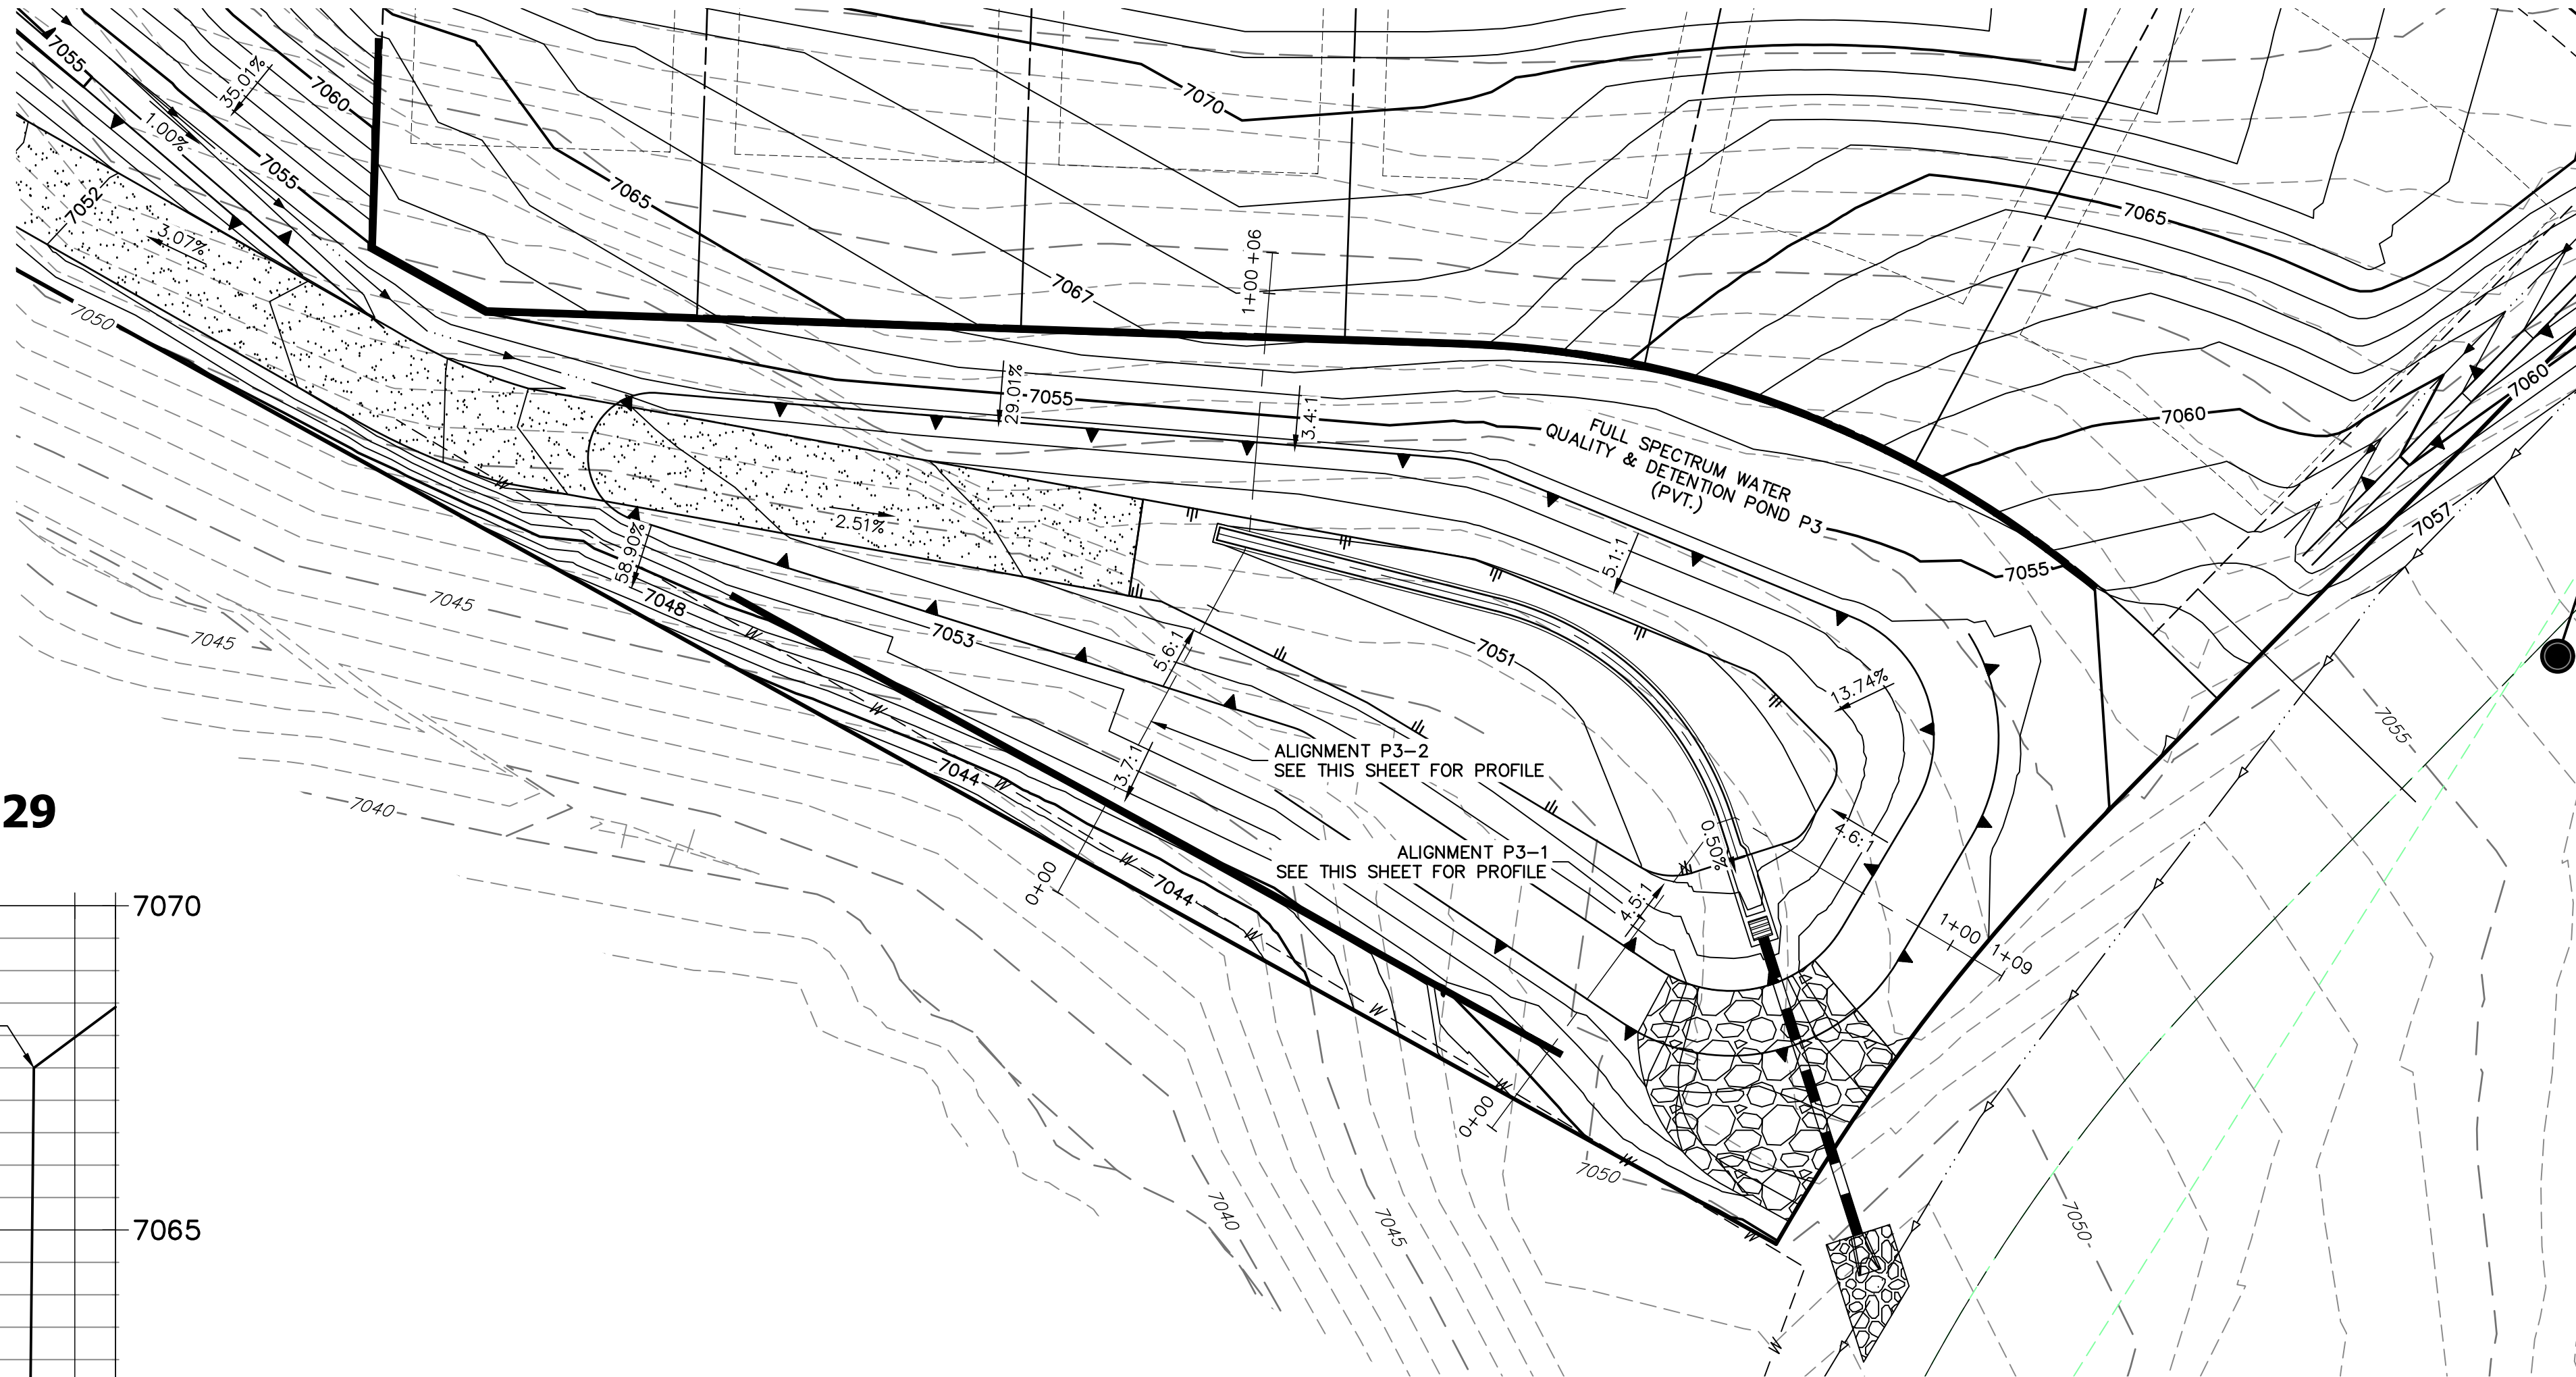 7055
35.01%
7060
1.00%
7055
7052
3.07%
7050
7065
7070
7067
1+00
+06
7065
7060
7060
7057
29.01%
7055
3.4:1
FULL SPECTRUM WATER
QUALITY & DETENTION POND P3
(PVT.)
7055
5.1:1
2.51%
W
58.90%
7048
7045
7045
W
7053
5.6:1
7051
13.74%
7055
W
3.7:1
ALIGNMENT P3-2
SEE THIS SHEET FOR PROFILE
7044
W
7040
29
0.50%
4.6:1
ALIGNMENT P3-1
SEE THIS SHEET FOR PROFILE
W
7044
0+00
4.5:1
7070
W
1+00
1+09
W
W
0+00
W
7050
7040
7045
7050
7065
W
W